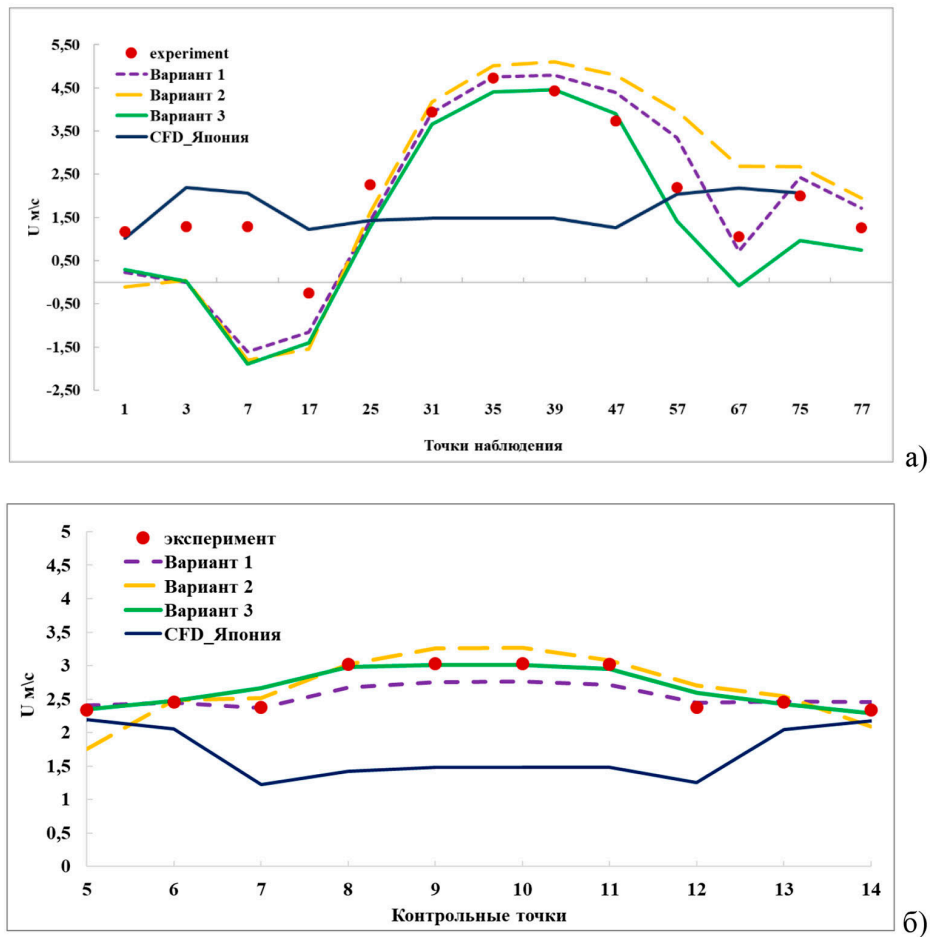 5,50
4,50
3,50
2,50
1,50
0,50
-0,50
-1,50
-2,50
U м\с
experiment
Вариант 1
Вариант 2
Вариант 3
CFD_Япония
1 3 7 17 25 31 35 39 47 57 67 75 77
Точки наблюдения
а)
5
4,5
4
3,5
3
2,5
2
1,5
1
0,5
0
U м\с
эксперимент
Вариант 1
Вариант 2
Вариант 3
CFD_Япония
5 6 7 8 9 10 11 12 13 14
Контрольные точки
б)